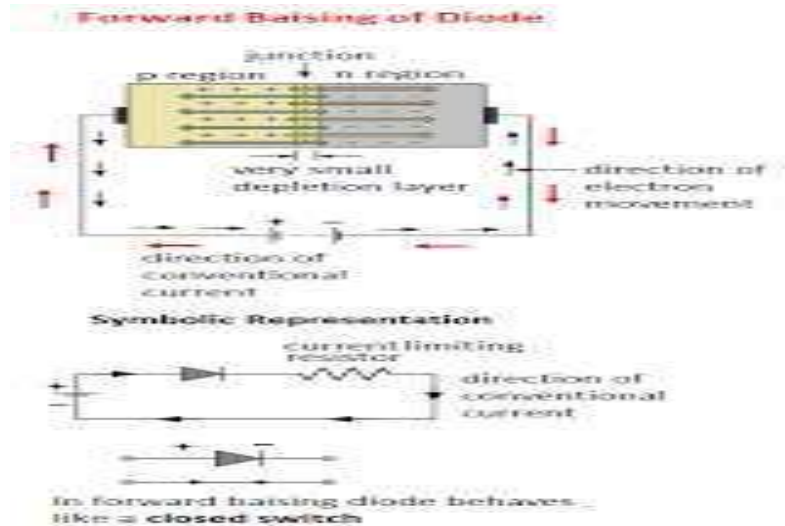 Forward Baising of Diode
junction
p region
n region
very small
depletion layer
direction of
electron
movement
+ −
direction of
conventional
current
Symbolic Representation
current limiting
resistor
+
−
direction of
conventional
current
+ −
In forward baising diode behaves
like a closed switch